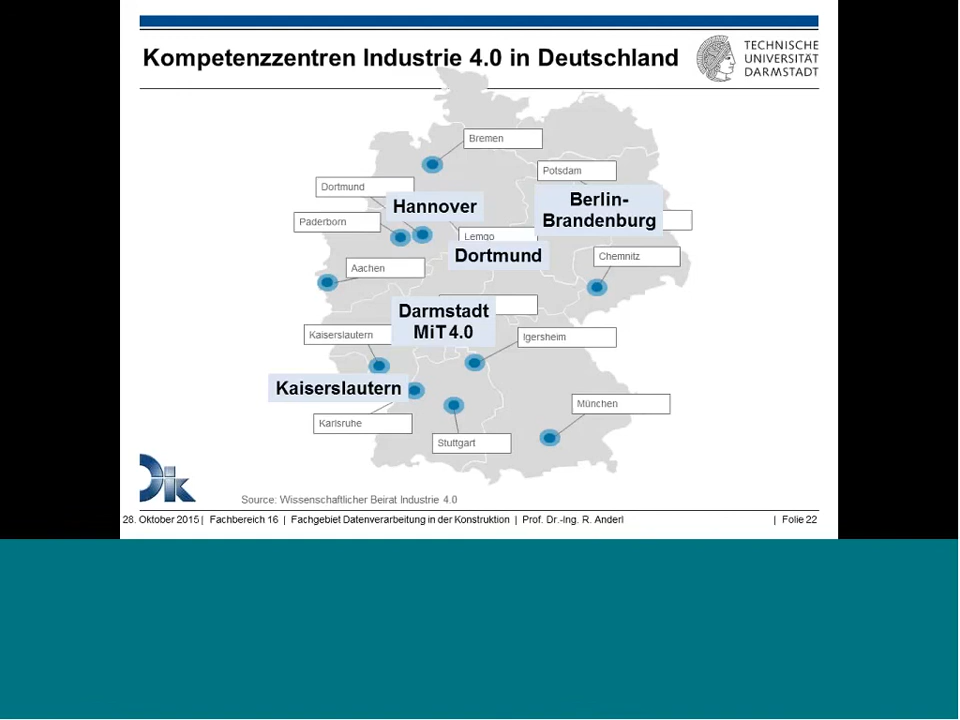 Kompetenzzentren Industrie 4.0 in Deutschland
TECHNISCHE
UNIVERSITÄT
DARMSTADT
Bremen
Potsdam
Dortmund
Hannover
Berlin-
Brandenburg
Paderborn
Lemgo
Dortmund
Chemnitz
Aachen
Darmstadt
MiT 4.0
Kaiserslautern
Igersheim
Kaiserslautern
München
Karlsruhe
Stuttgart
Dik
Source: Wissenschaftlicher Beirat Industrie 4.0
28. Oktober 2015 | Fachbereich 16 | Fachgebiet Datenverarbeitung in der Konstruktion | Prof. Dr.-Ing. R. Anderl | Folie 22